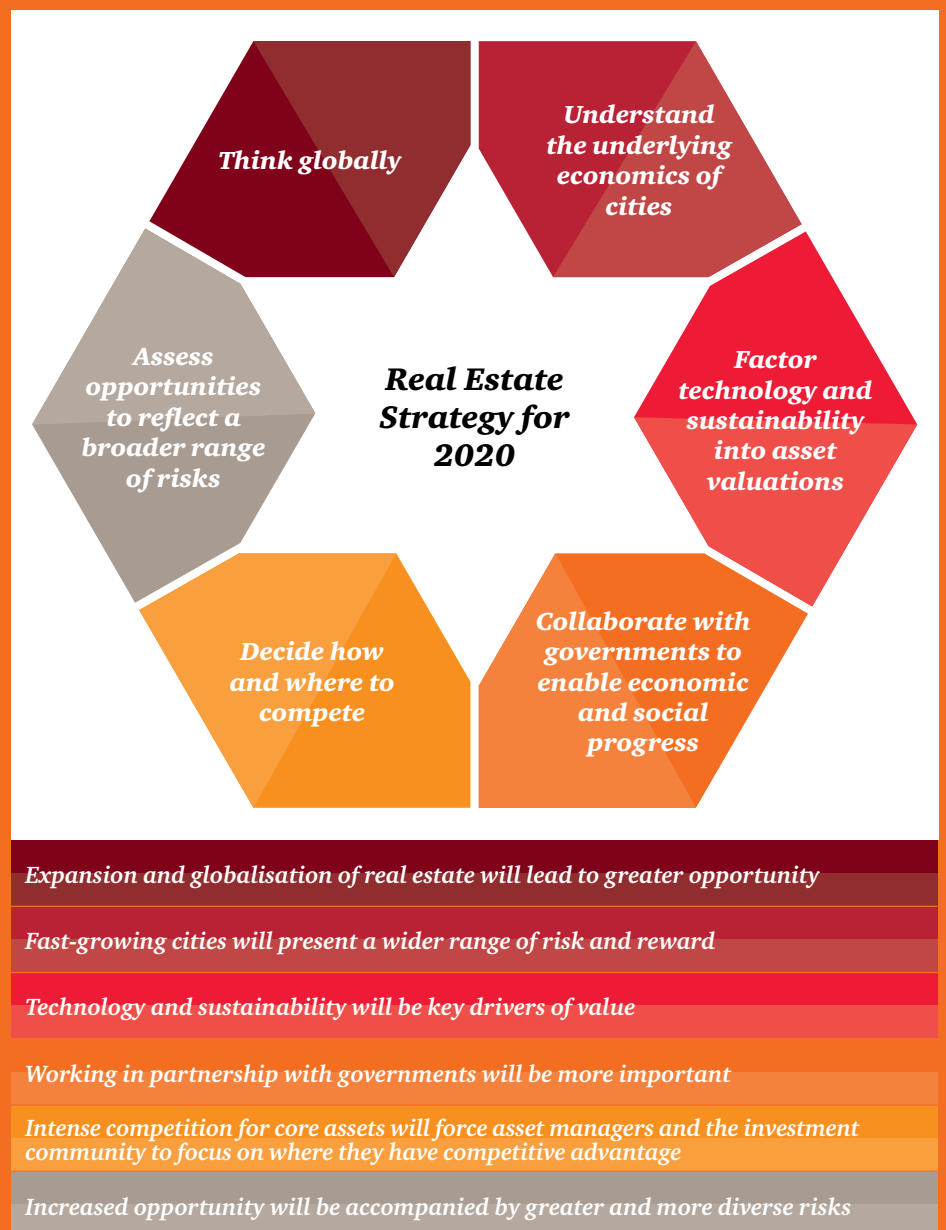 Think globally
Understand
the underlying
economics of
cities
Assess
opportunities
to reflect a
broader range
of risks
Real Estate
Strategy for
2020
Factor
technology and
sustainability
into asset
valuations
Decide how
and where to
compete
Collaborate with
governments to
enable economic
and social
progress
Expansion and globalisation of real estate will lead to greater opportunity
Fast-growing cities will present a wider range of risk and reward
Technology and sustainability will be key drivers of value
Working in partnership with governments will be more important
Intense competition for core assets will force asset managers and the investment
community to focus on where they have competitive advantage
Increased opportunity will be accompanied by greater and more diverse risks